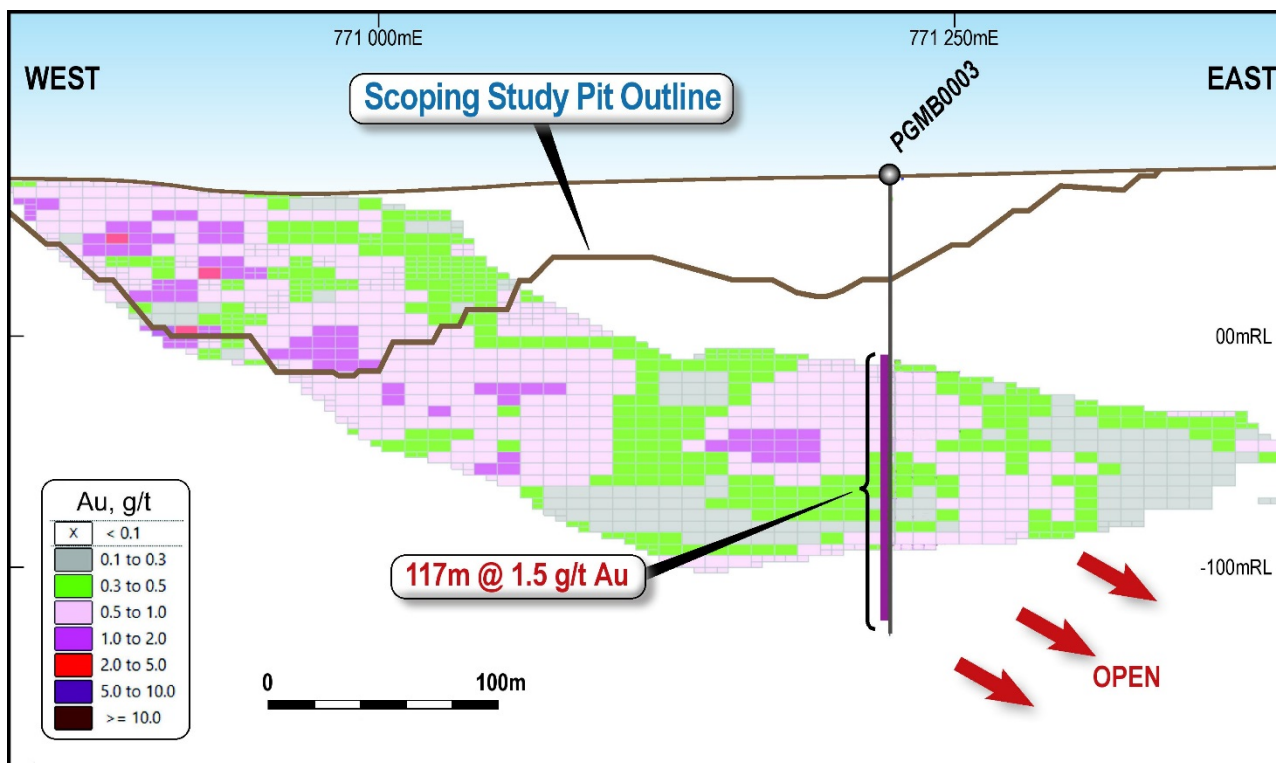 771 000mE
771 250mE
WEST
EAST
Scoping Study Pit Outline
PGMB0003
00mRL
Au, g/t
X < 0.1
0.1 to 0.3
0.3 to 0.5
0.5 to 1.0
1.0 to 2.0
2.0 to 5.0
5.0 to 10.0
>= 10.0
117m @ 1.5 g/t Au
-100mRL
0 100m
OPEN